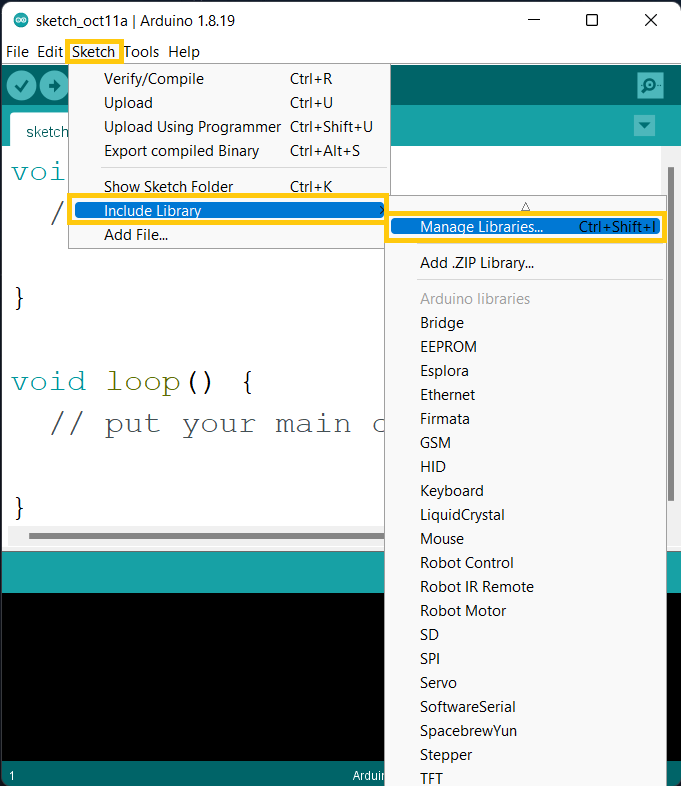 sketch_oct11a | Arduino 1.8.19
File Edit Sketch Tools Help
Verify/Compile Ctrl+R
Upload Ctrl+U
Upload Using Programmer Ctrl+Shift+U
Export compiled Binary Ctrl+Alt+S
Show Sketch Folder Ctrl+K
Include Library
Add File...
sketch
voi
/
}
void loop() {
// put your main c
}
Manage Libraries... Ctrl+Shift+I
Add .ZIP Library...
Arduino libraries
Bridge
EEPROM
Esplora
Ethernet
Firmata
GSM
HID
Keyboard
LiquidCrystal
Mouse
Robot Control
Robot IR Remote
Robot Motor
SD
SPI
Servo
SoftwareSerial
SpacebrewYun
Stepper
TFT
1 Arduin